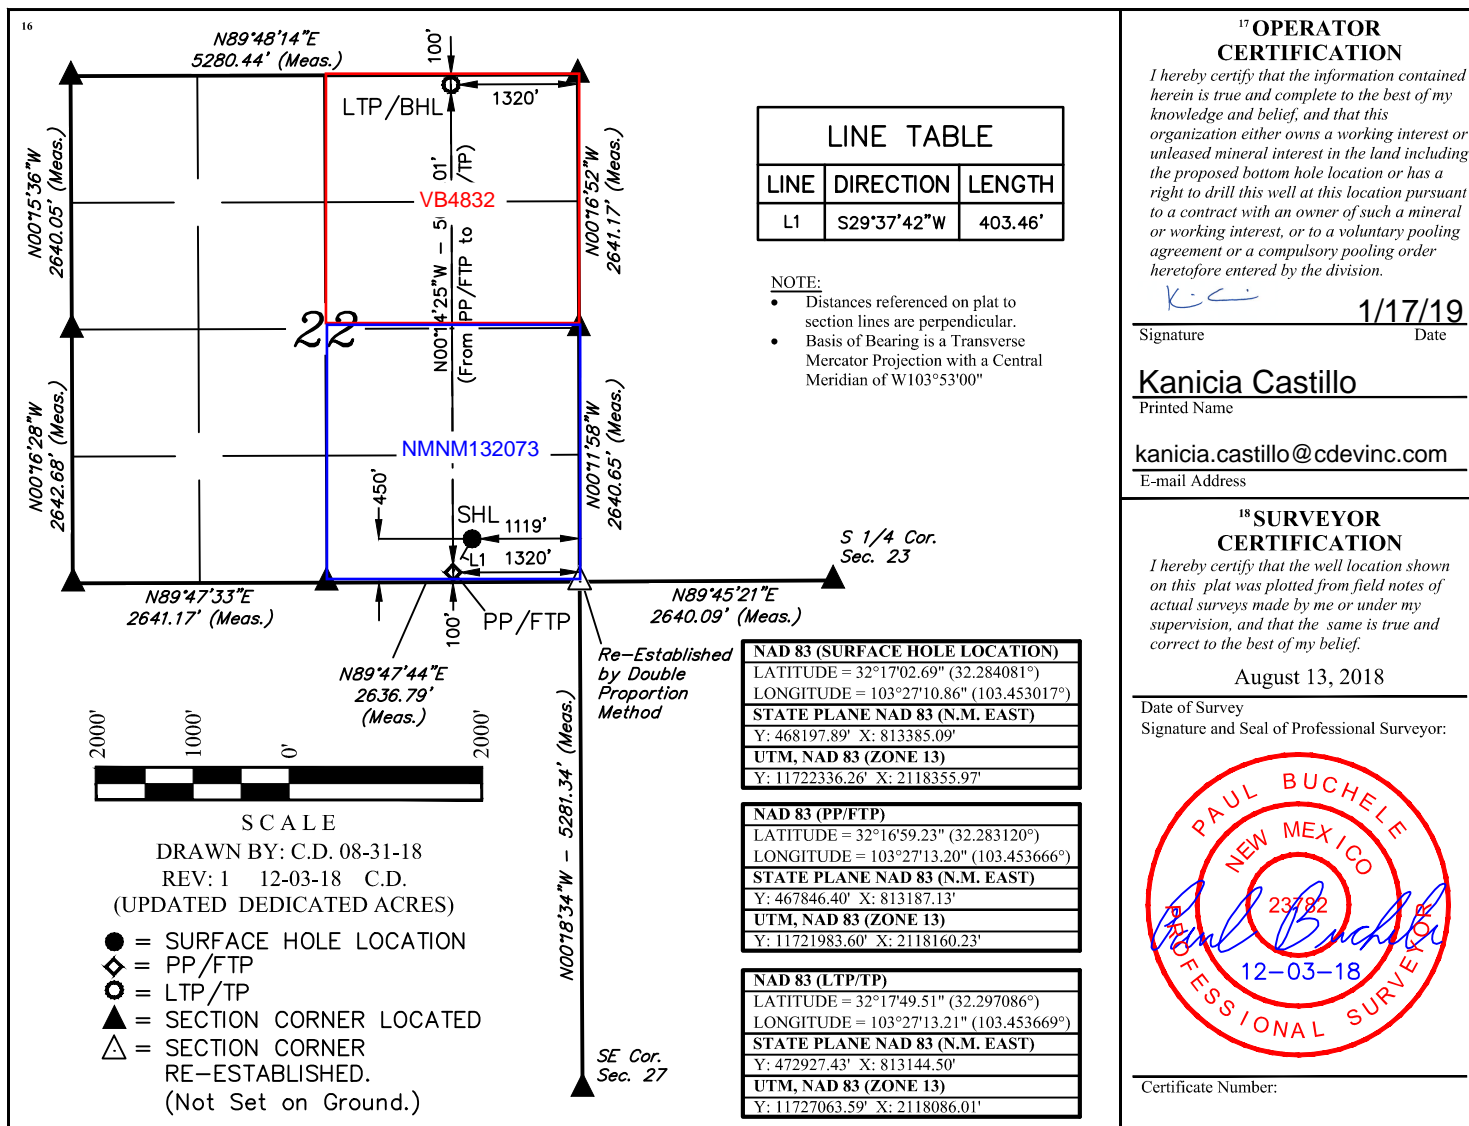 16
N89°48'14"E
5280.44' (Meas.)
100'
1320'
LTP/BHL
N00°15'36"W
2640.05' (Meas.)
VB4832
N00°16'52"W
2641.17' (Meas.)
(From PP/FTP to /TP)
22
N00°16'28"W
2642.68' (Meas.)
NMNM132073
N00°11'58"W
2640.65' (Meas.)
450'
SHL
1119'
L1
1320'
S 1/4 Cor.
Sec. 23
N89°47'33"E
2641.17' (Meas.)
100'
PP/FTP
N89°45'21"E
2640.09' (Meas.)
N89°47'44"E
2636.79'
(Meas.)
Re-Established
by Double
Proportion
Method
N00°18'34"W - 5281.34' (Meas.)
SE Cor.
Sec. 27
LINE TABLE
LINE DIRECTION LENGTH
L1 S29°37'42"W 403.46'
NOTE:
• Distances referenced on plat to
section lines are perpendicular.
• Basis of Bearing is a Transverse
Mercator Projection with a Central
Meridian of W103°53'00"
2000' 1000' 0' 2000'
SCALE
DRAWN BY: C.D. 08-31-18
REV: 1 12-03-18 C.D.
(UPDATED DEDICATED ACRES)
= SURFACE HOLE LOCATION
= PP/FTP
= LTP/TP
= SECTION CORNER LOCATED
= SECTION CORNER
RE-ESTABLISHED.
(Not Set on Ground.)
NAD 83 (SURFACE HOLE LOCATION)
LATITUDE = 32°17'02.69" (32.284081°)
LONGITUDE = 103°27'10.86" (103.453017°)
STATE PLANE NAD 83 (N.M. EAST)
Y: 468197.89' X: 813385.09'
UTM, NAD 83 (ZONE 13)
Y: 11722336.26' X: 2118355.97'
NAD 83 (PP/FTP)
LATITUDE = 32°16'59.23" (32.283120°)
LONGITUDE = 103°27'13.20" (103.453666°)
STATE PLANE NAD 83 (N.M. EAST)
Y: 467846.40' X: 813187.13'
UTM, NAD 83 (ZONE 13)
Y: 11721983.60' X: 2118160.23'
NAD 83 (LTP/TP)
LATITUDE = 32°17'49.51" (32.297086°)
LONGITUDE = 103°27'13.21" (103.453669°)
STATE PLANE NAD 83 (N.M. EAST)
Y: 472927.43' X: 813144.50'
UTM, NAD 83 (ZONE 13)
Y: 11727063.59' X: 2118086.01'
17 OPERATOR
CERTIFICATION
I hereby certify that the information contained
herein is true and complete to the best of my
knowledge and belief, and that this
organization either owns a working interest or
unleased mineral interest in the land including
the proposed bottom hole location or has a
right to drill this well at this location pursuant
to a contract with an owner of such a mineral
or working interest, or to a voluntary pooling
agreement or a compulsory pooling order
heretofore entered by the division.
1/17/19
Signature Date
Kanicia Castillo
Printed Name
kanicia.castillo@cdevinc.com
E-mail Address
18 SURVEYOR
CERTIFICATION
I hereby certify that the well location shown
on this plat was plotted from field notes of
actual surveys made by me or under my
supervision, and that the same is true and
correct to the best of my belief.
August 13, 2018
Date of Survey
Signature and Seal of Professional Surveyor:
PAUL BUCHELE
NEW MEXICO
23782
Paul Buchele
12-03-18
PROFESSIONAL SURVEYOR
Certificate Number: